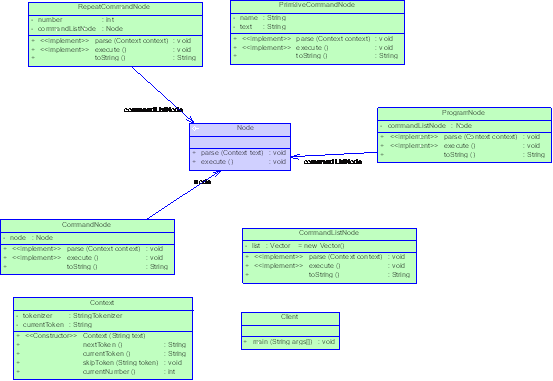 RepeatCommandNode
- number : int
- commandListNode : Node
+ <<Implement>> parse (Context context) : void
+ <<Implement>> execute () : void
+ toString () : String
PrimitiveCommandNode
- name : String
- text : String
+ <<Implement>> parse (Context context) : void
+ <<Implement>> execute () : void
+ toString () : String
commandListNode
Node
+ parse (Context text) : void
+ execute () : void
ProgramNode
- commandListNode : Node
+ <<Implement>> parse (Context context) : void
+ <<Implement>> execute () : void
+ toString () : String
commandListNode
node
CommandNode
- node : Node
+ <<Implement>> parse (Context context) : void
+ <<Implement>> execute () : void
+ toString () : String
CommandListNode
- list : Vector = new Vector()
+ <<Implement>> parse (Context context) : void
+ <<Implement>> execute () : void
+ toString () : String
Context
- tokenizer : StringTokenizer
- currentToken : String
+ <<Constructor>> Context (String text)
+ nextToken () : String
+ currentToken () : String
+ skipToken (String token) : void
+ currentNumber () : int
Client
+ main (String args[]) : void